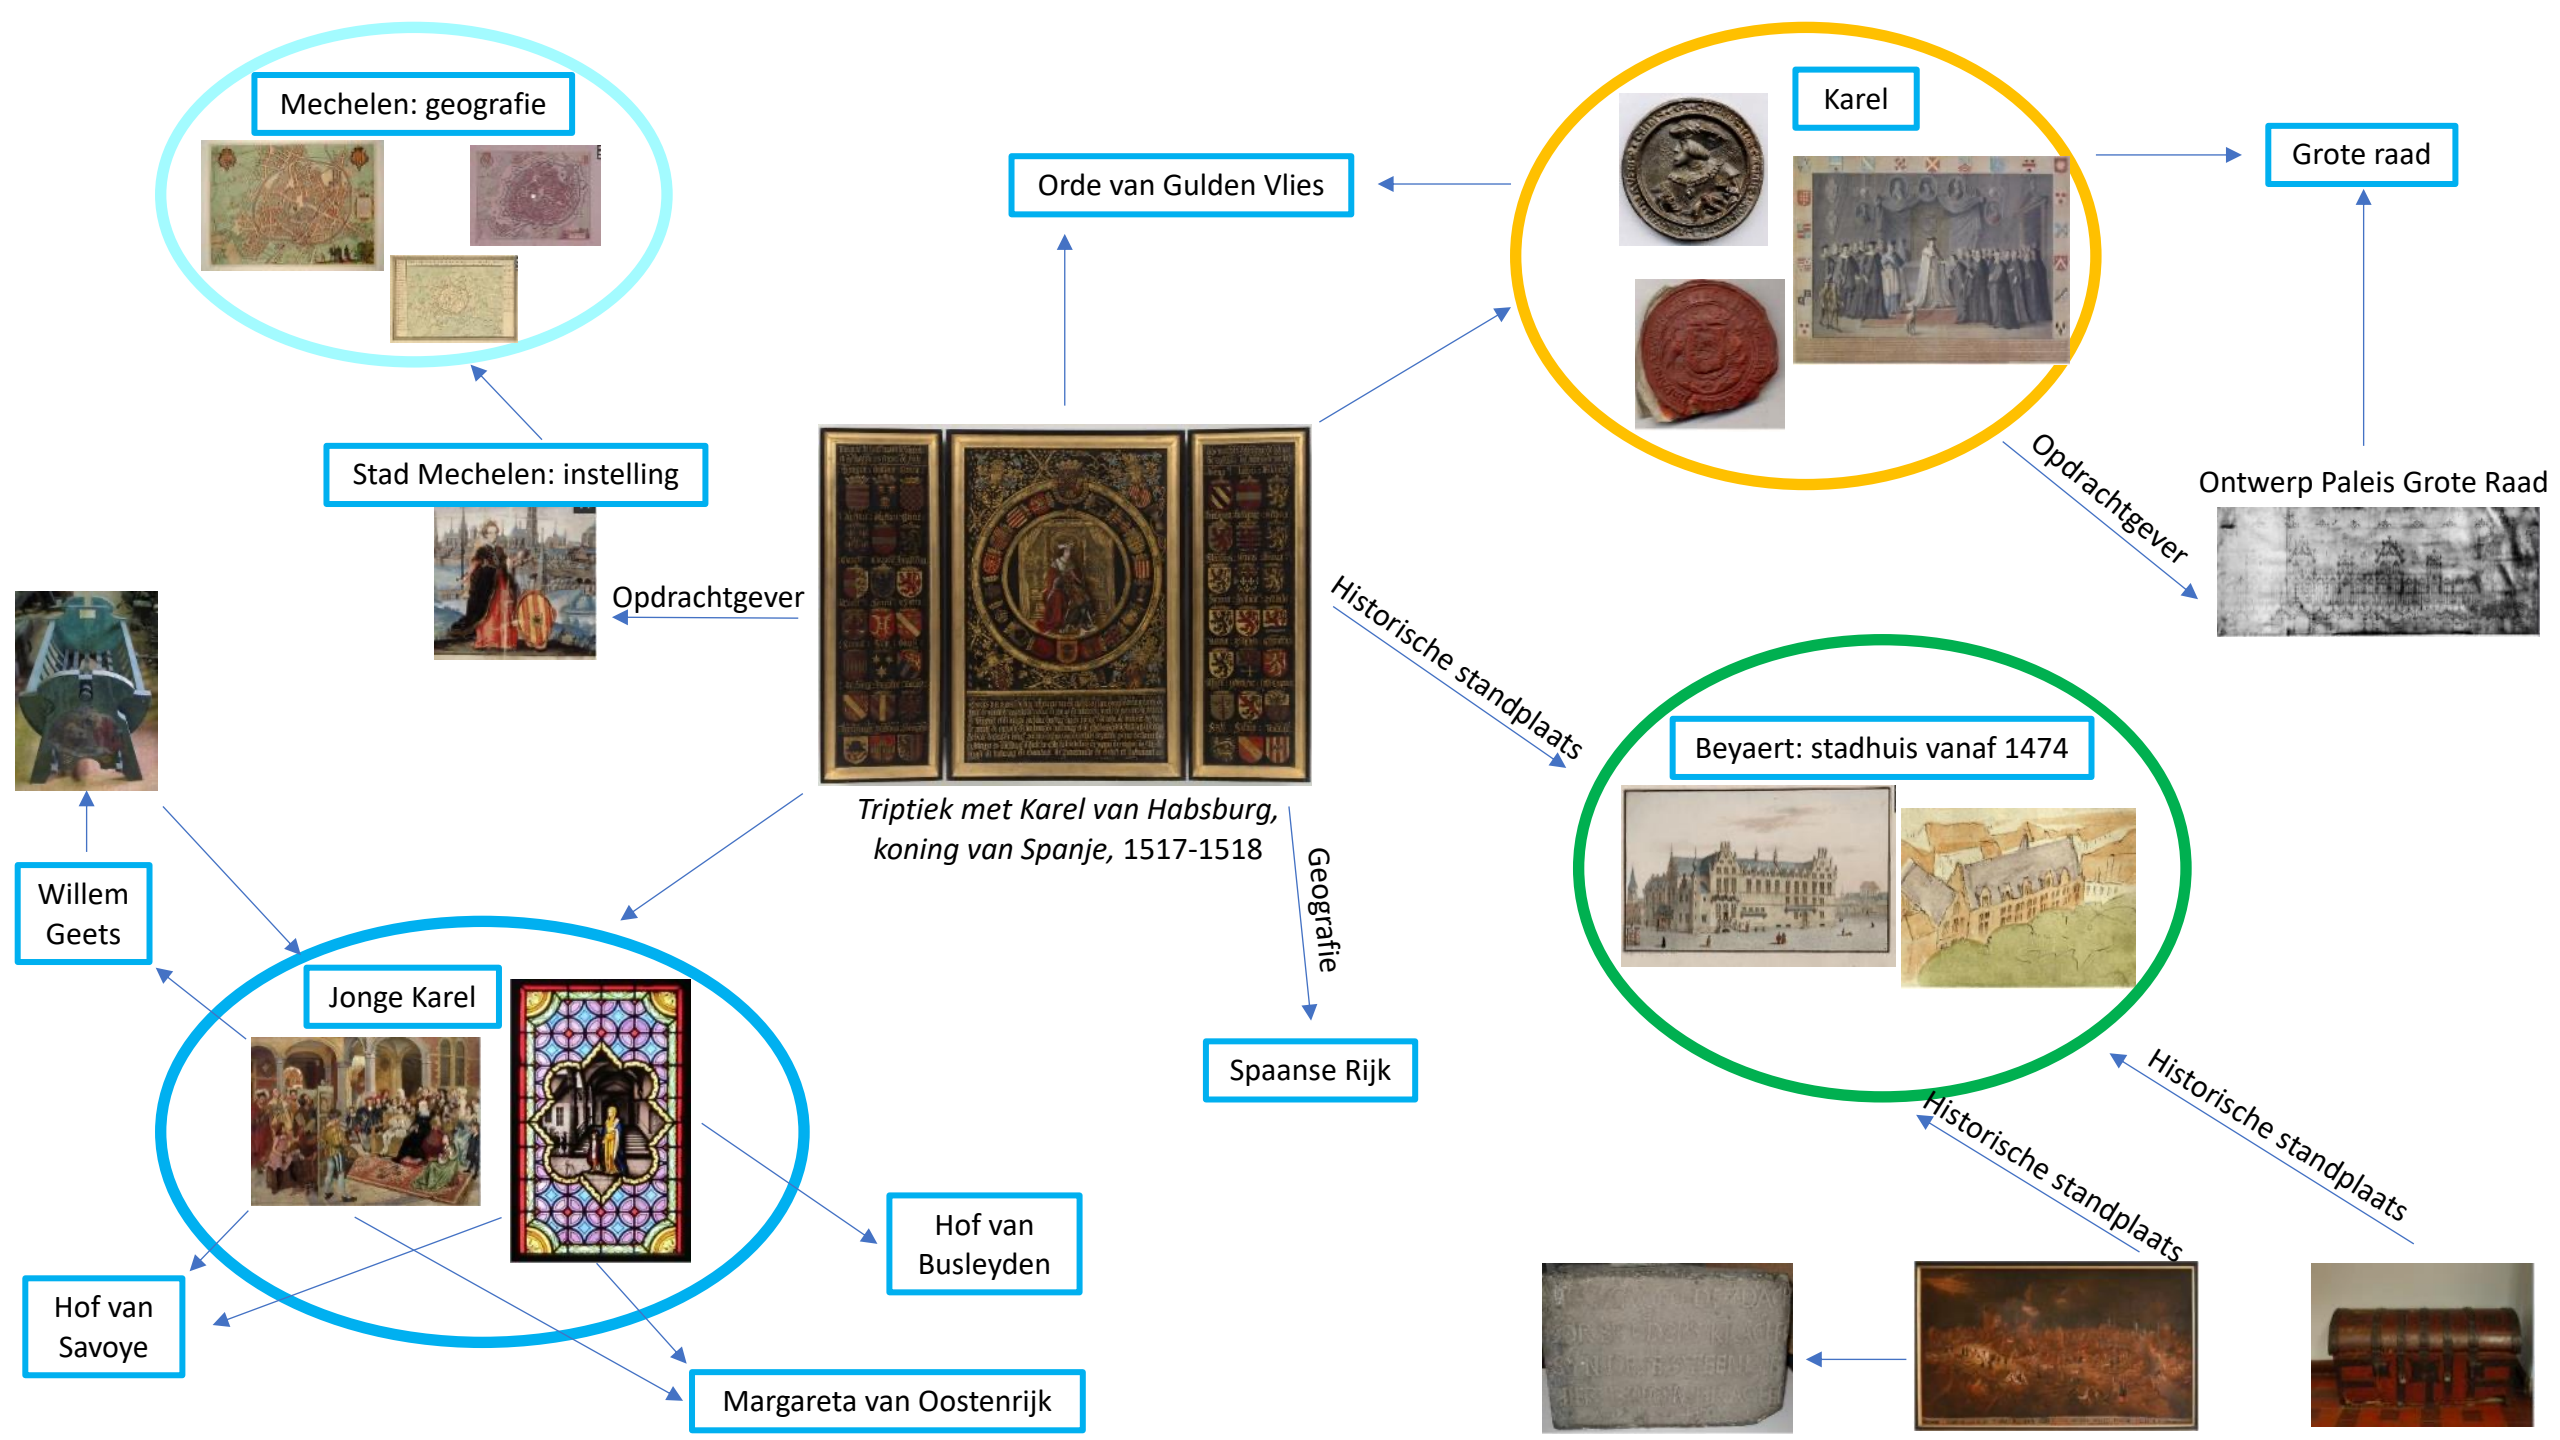 Mechelen: geografie
Karel
Orde van Gulden Vlies
Grote raad
Stad Mechelen: instelling
Opdrachtgever
Opdrachtgever
Ontwerp Paleis Grote Raad
Historische standplaats
Beyaert: stadhuis vanaf 1474
Triptiek met Karel van Habsburg,
koning van Spanje, 1517-1518
Geografie
Willem
Geets
Jonge Karel
Spaanse Rijk
Historische standplaats
Historische standplaats
Hof van
Busleyden
Hof van
Savoye
Margareta van Oostenrijk